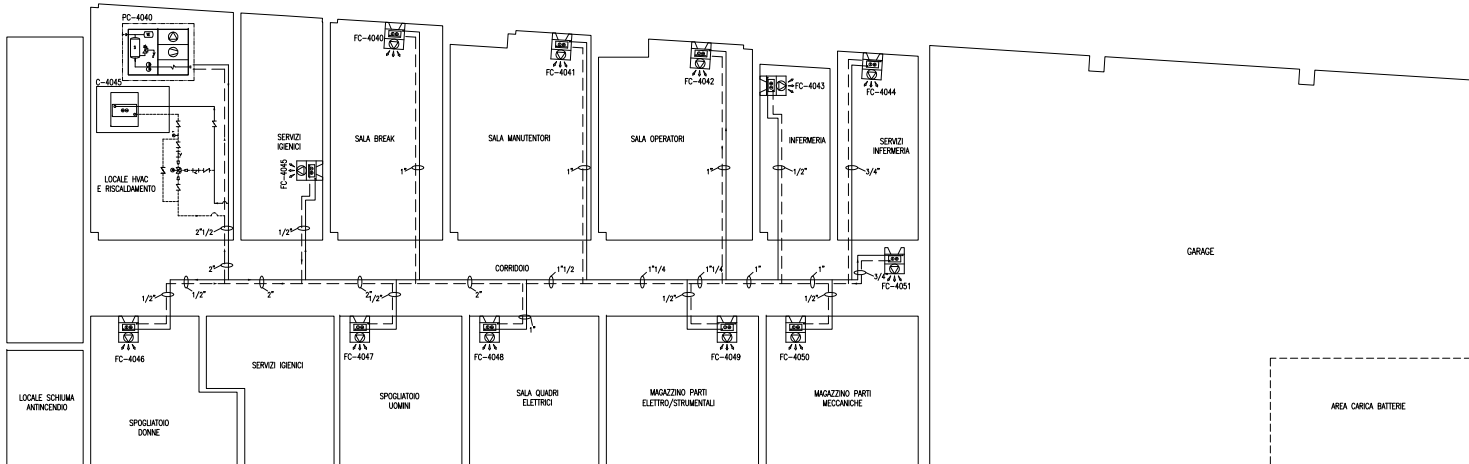 PC-4040
C-4045
LOCALE HVAC
E RISCALDAMENTO
2"1/2
2"
SERVIZI
IGIENICI
FC-4045
1/2"
FC-4040
SALA BREAK
1"
FC-4041
SALA MANUTENTORI
1"
FC-4042
SALA OPERATORI
1"
FC-4043
INFERMERIA
1/2"
FC-4044
SERVIZI
INFERMERIA
3/4"
GARAGE
CORRIDOIO
1/2"
2"
2"
2"
1"1/2
1"1/4
1"1/4
1"
1"
3/4"
FC-4051
1/2"
1/2"
1"
1/2"
1/2"
FC-4046
FC-4047
FC-4048
FC-4049
FC-4050
LOCALE SCHIUMA
ANTINCENDIO
SPOGLIATOIO
DONNE
SERVIZI IGIENICI
SPOGLIATOIO
UOMINI
SALA QUADRI
ELETTRICI
MAGAZZINO PARTI
ELETTRO/STRUMENTALI
MAGAZZINO PARTI
MECCANICHE
AREA CARICA BATTERIE